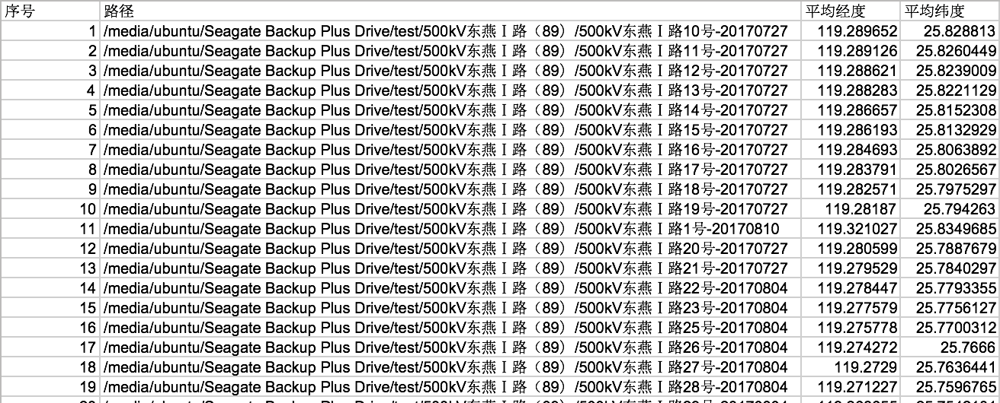 序号 路径 平均经度 平均纬度
1 /media/ubuntu/Seagate Backup Plus Drive/test/500kV东燕Ⅰ路（89）/500kV东燕Ⅰ路10号-20170727 119.289652 25.828813
2 /media/ubuntu/Seagate Backup Plus Drive/test/500kV东燕Ⅰ路（89）/500kV东燕Ⅰ路11号-20170727 119.289126 25.8260449
3 /media/ubuntu/Seagate Backup Plus Drive/test/500kV东燕Ⅰ路（89）/500kV东燕Ⅰ路12号-20170727 119.288621 25.8239009
4 /media/ubuntu/Seagate Backup Plus Drive/test/500kV东燕Ⅰ路（89）/500kV东燕Ⅰ路13号-20170727 119.288283 25.8221129
5 /media/ubuntu/Seagate Backup Plus Drive/test/500kV东燕Ⅰ路（89）/500kV东燕Ⅰ路14号-20170727 119.286657 25.8152308
6 /media/ubuntu/Seagate Backup Plus Drive/test/500kV东燕Ⅰ路（89）/500kV东燕Ⅰ路15号-20170727 119.286193 25.8132929
7 /media/ubuntu/Seagate Backup Plus Drive/test/500kV东燕Ⅰ路（89）/500kV东燕Ⅰ路16号-20170727 119.284693 25.8063892
8 /media/ubuntu/Seagate Backup Plus Drive/test/500kV东燕Ⅰ路（89）/500kV东燕Ⅰ路17号-20170727 119.283791 25.8026567
9 /media/ubuntu/Seagate Backup Plus Drive/test/500kV东燕Ⅰ路（89）/500kV东燕Ⅰ路18号-20170727 119.282571 25.7975297
10 /media/ubuntu/Seagate Backup Plus Drive/test/500kV东燕Ⅰ路（89）/500kV东燕Ⅰ路19号-20170727 119.28187 25.794263
11 /media/ubuntu/Seagate Backup Plus Drive/test/500kV东燕Ⅰ路（89）/500kV东燕Ⅰ路1号-20170810 119.321027 25.8349685
12 /media/ubuntu/Seagate Backup Plus Drive/test/500kV东燕Ⅰ路（89）/500kV东燕Ⅰ路20号-20170727 119.280599 25.7887679
13 /media/ubuntu/Seagate Backup Plus Drive/test/500kV东燕Ⅰ路（89）/500kV东燕Ⅰ路21号-20170727 119.279529 25.7840297
14 /media/ubuntu/Seagate Backup Plus Drive/test/500kV东燕Ⅰ路（89）/500kV东燕Ⅰ路22号-20170804 119.278447 25.7793355
15 /media/ubuntu/Seagate Backup Plus Drive/test/500kV东燕Ⅰ路（89）/500kV东燕Ⅰ路23号-20170804 119.277579 25.7756127
16 /media/ubuntu/Seagate Backup Plus Drive/test/500kV东燕Ⅰ路（89）/500kV东燕Ⅰ路25号-20170804 119.275778 25.7700312
17 /media/ubuntu/Seagate Backup Plus Drive/test/500kV东燕Ⅰ路（89）/500kV东燕Ⅰ路26号-20170804 119.274272 25.7666
18 /media/ubuntu/Seagate Backup Plus Drive/test/500kV东燕Ⅰ路（89）/500kV东燕Ⅰ路27号-20170804 119.2729 25.7636441
19 /media/ubuntu/Seagate Backup Plus Drive/test/500kV东燕Ⅰ路（89）/500kV东燕Ⅰ路28号-20170804 119.271227 25.7596765